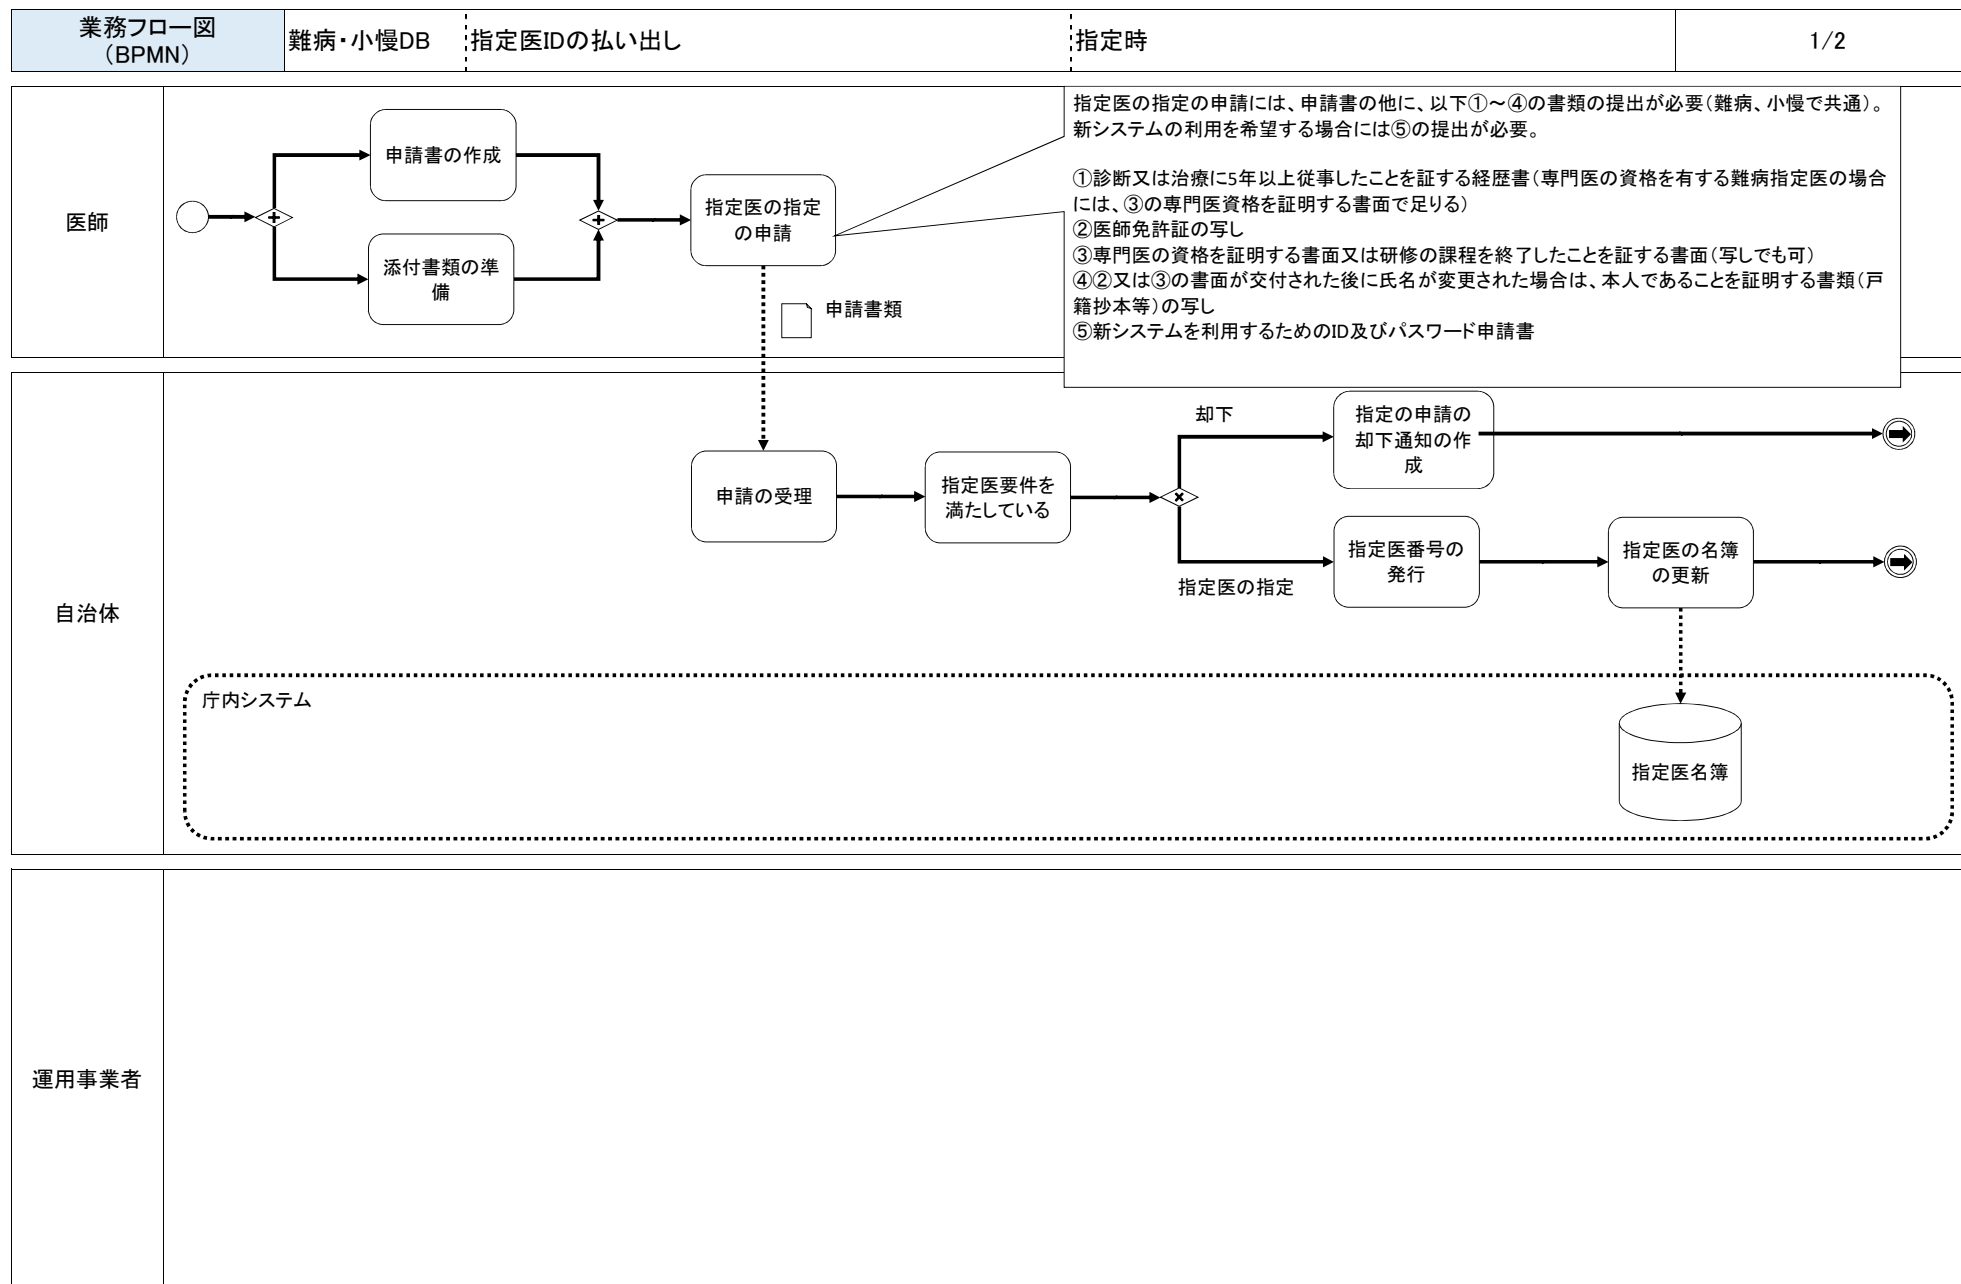 業務フロー図
(BPMN)
難病・小慢DB
指定医IDの払い出し
指定時
1/2
医師
申請書の作成
添付書類の準
備
指定医の指定
の申請
申請書類
指定医の指定の申請には、申請書の他に、以下①～④の書類の提出が必要(難病、小慢で共通)。
新システムの利用を希望する場合には⑤の提出が必要。
①診断又は治療に5年以上従事したことを証する経歴書(専門医の資格を有する難病指定医の場合
には、③の専門医資格を証明する書面で足りる)
②医師免許証の写し
③専門医の資格を証明する書面又は研修の課程を終了したことを証する書面(写しでも可)
④②又は③の書面が交付された後に氏名が変更された場合は、本人であることを証明する書類(戸
籍抄本等)の写し
⑤新システムを利用するためのID及びパスワード申請書
自治体
申請の受理
指定医要件を
満たしている
却下
指定の申請の
却下通知の作
成
指定医の指定
指定医番号の
発行
指定医の名簿
の更新
庁内システム
指定医名簿
運用事業者